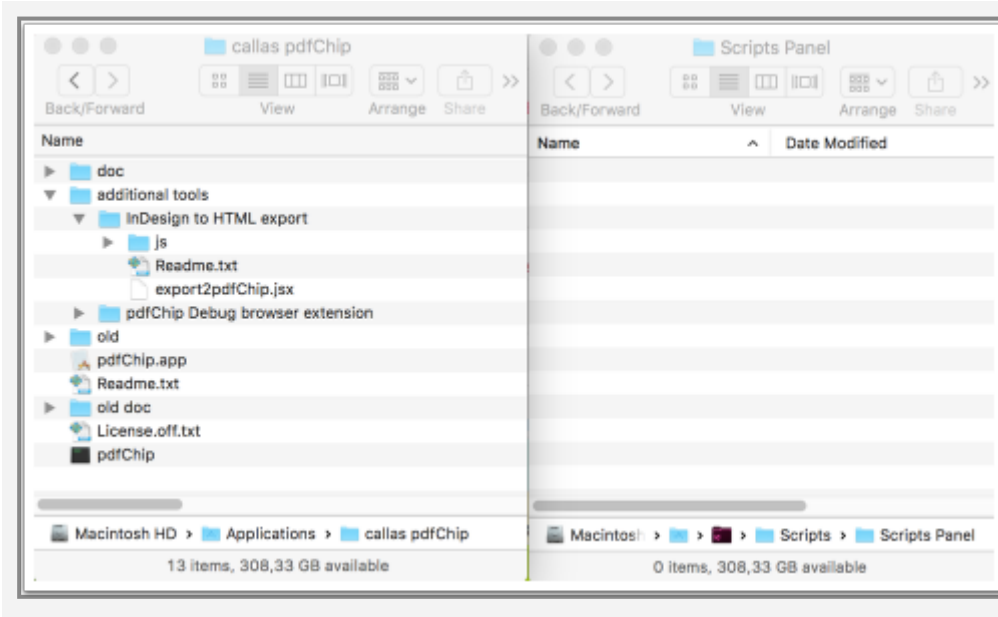 callas pdfChip
Back/Forward View Arrange Share
Name
doc
additional tools
InDesign to HTML export
js
Readme.txt
export2pdfChip.jsx
pdfChip Debug browser extension
old
pdfChip.app
Readme.txt
old doc
License.off.txt
pdfChip
Macintosh HD › Applications › callas pdfChip
13 items, 308,33 GB available
Scripts Panel
Back/Forward View Arrange Share
Name Date Modified
Macintosh › › › Scripts › Scripts Panel
0 items, 308,33 GB available